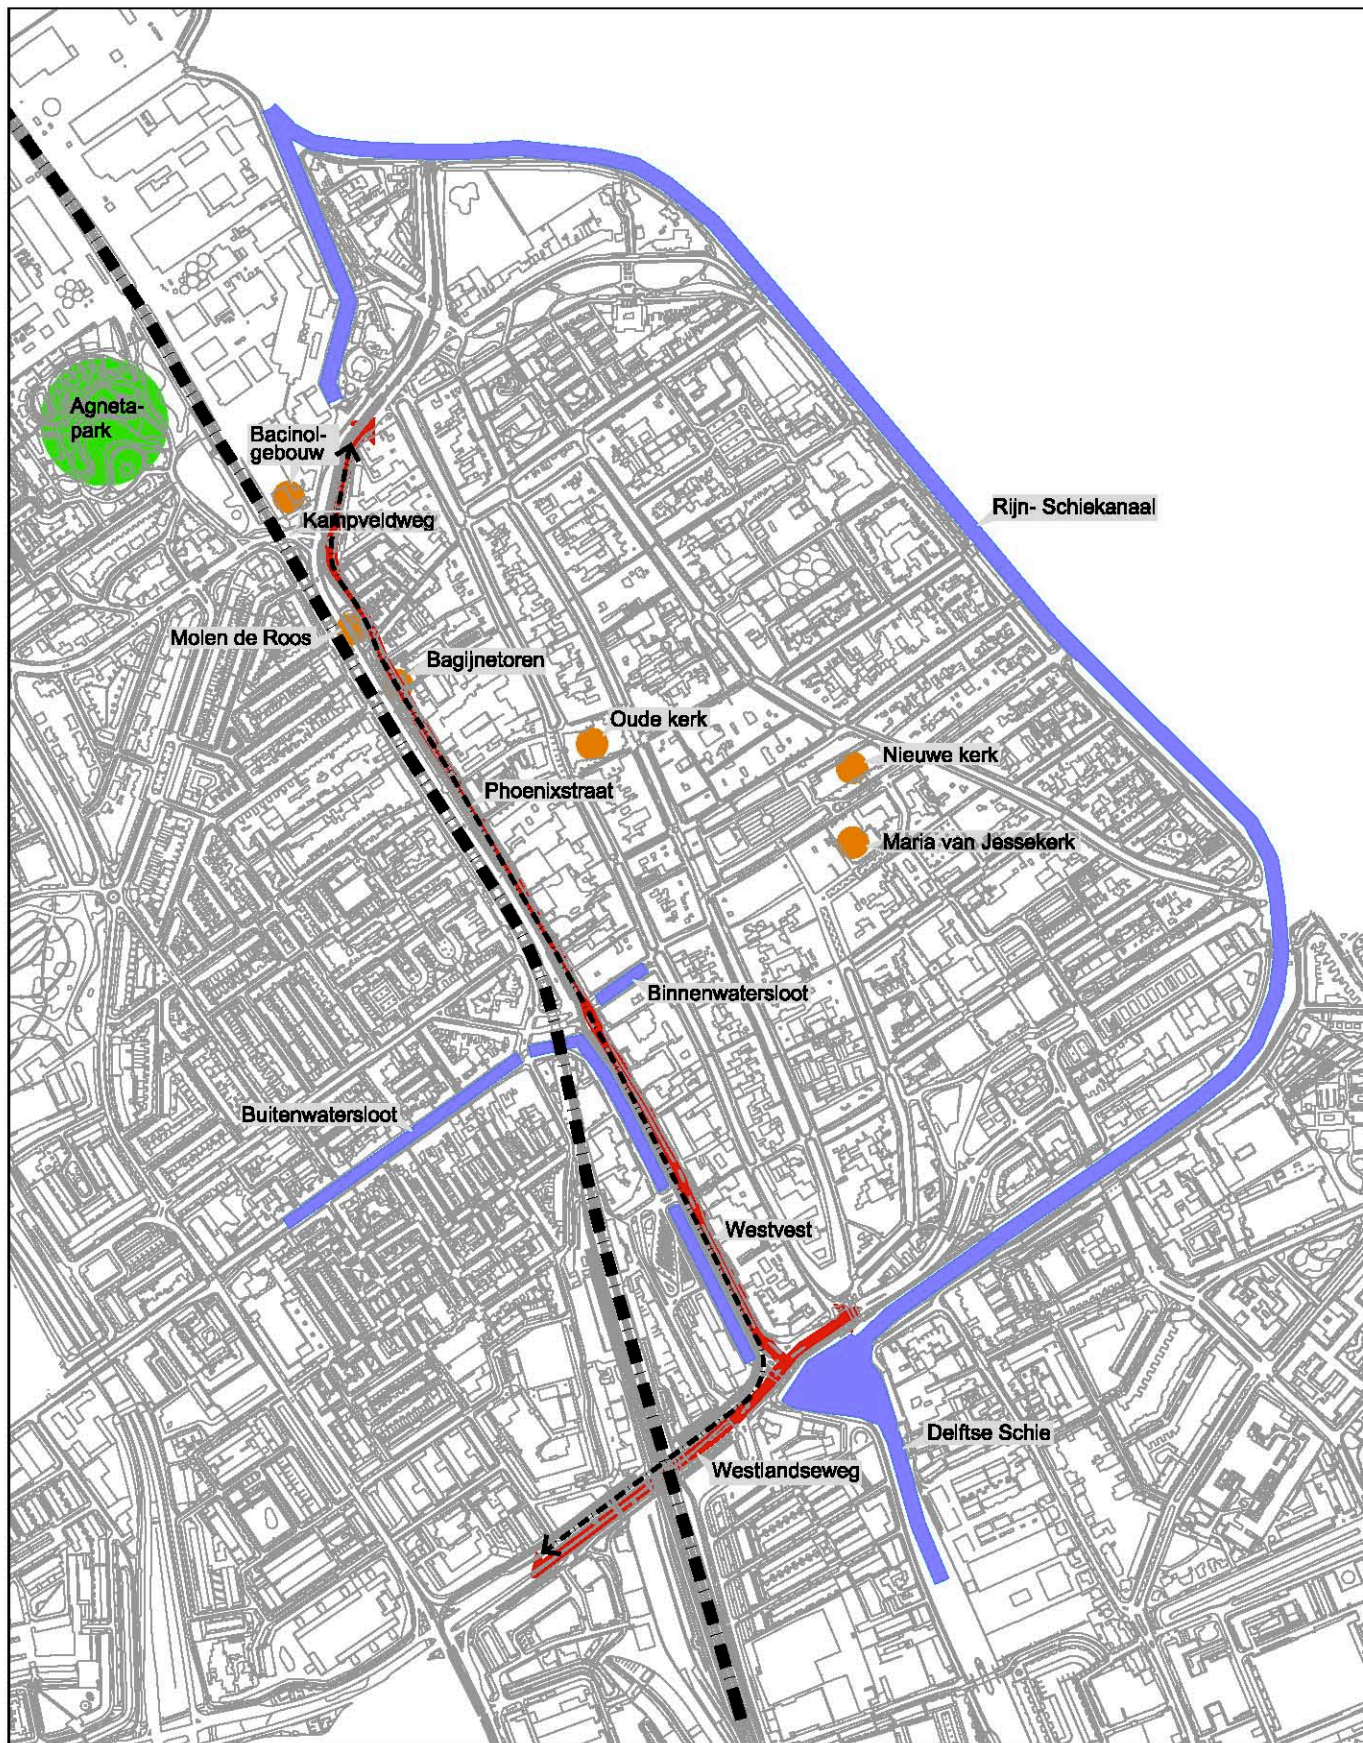 Agneta-
park
Bacinol-
gebouw
Rijn- Schiekanaal
Kampveldweg
Molen de Roos
Bagijnetoren
Oude kerk
Nieuwe kerk
Phoenixstraat
Maria van Jessekerk
Binnenwatersloot
Buitenwatersloot
Westvest
Delftse Schie
Westlandseweg